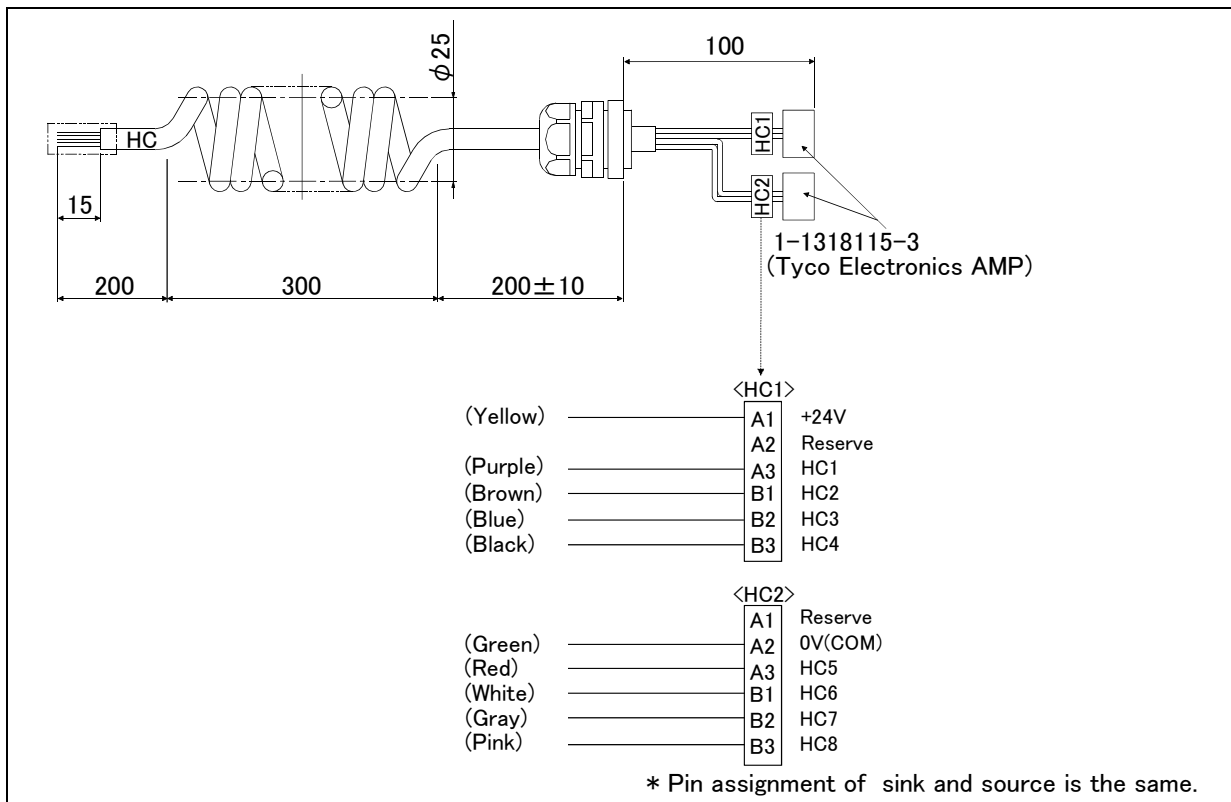 100
φ25
HC
HC1
HC2
15
1-1318115-3
(Tyco Electronics AMP)
200
300
200±10
<HC1>
(Yellow) A1 +24V
A2 Reserve
(Purple) A3 HC1
(Brown) B1 HC2
(Blue) B2 HC3
(Black) B3 HC4
<HC2>
A1 Reserve
(Green) A2 0V(COM)
(Red) A3 HC5
(White) B1 HC6
(Gray) B2 HC7
(Pink) B3 HC8
* Pin assignment of sink and source is the same.